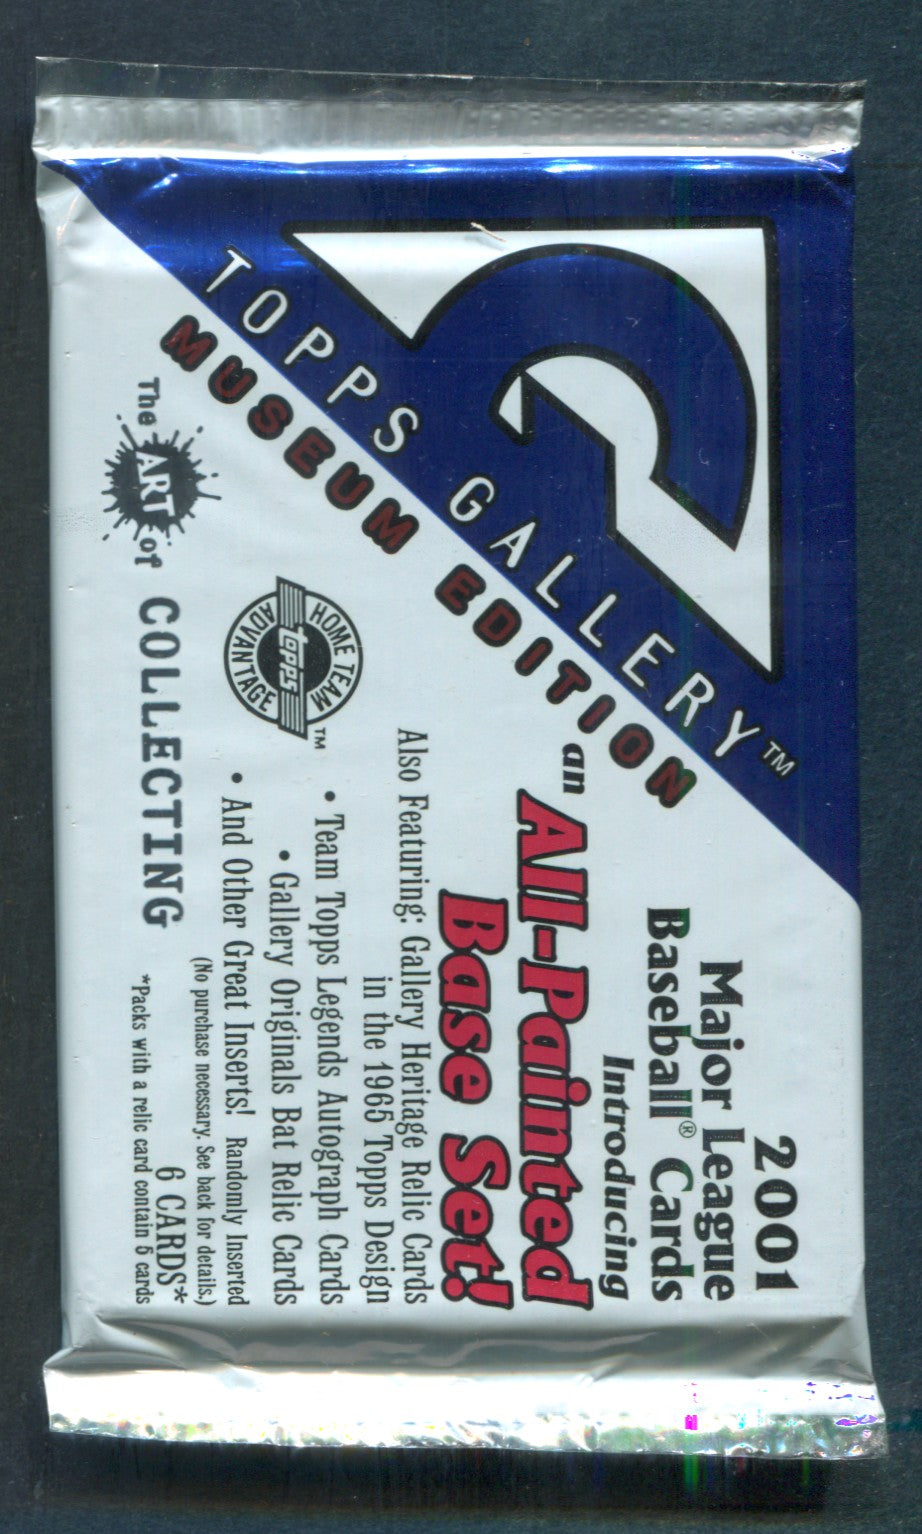 TOPPS GALLERY™
MUSEUM EDITION
2001
Major League
Baseball® Cards
Introducing
an All-Painted
Base Set!
Also Featuring: Gallery Heritage Relic Cards
in the 1965 Topps Design
• Team Topps Legends Autograph Cards
• Gallery Originals Bat Relic Cards
• And Other Great Inserts! Randomly Inserted
(No purchase necessary. See back for details.)
6 CARDS*
*Packs with a relic card contain 5 cards
HOME TEAM
topps
ADVANTAGE
™
The ART of COLLECTING